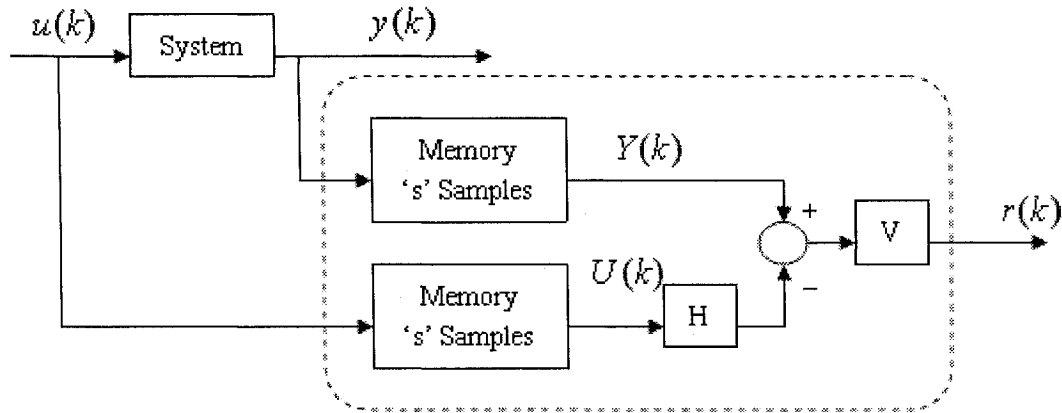 u(k)
System
y(k)
Memory
‘s’ Samples
Y(k)
+
V
r(k)
Memory
‘s’ Samples
U(k)
H
−